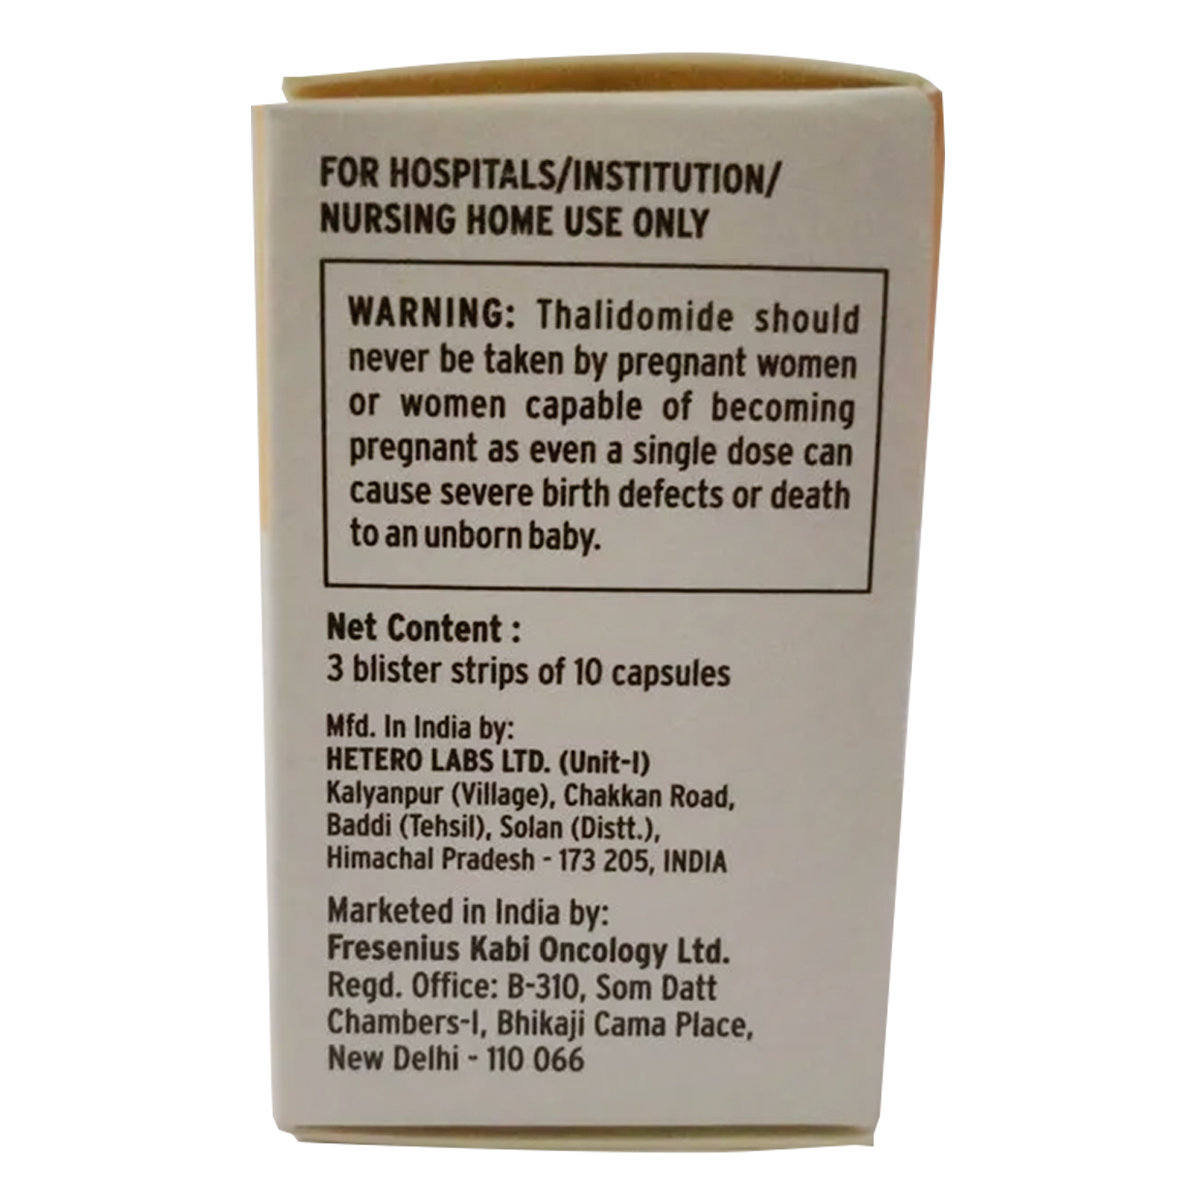 FOR HOSPITALS/INSTITUTION/
NURSING HOME USE ONLY
WARNING: Thalidomide should
never be taken by pregnant women
or women capable of becoming
pregnant as even a single dose can
cause severe birth defects or death
to an unborn baby.
Net Content :
3 blister strips of 10 capsules
Mfd. In India by:
HETERO LABS LTD. (Unit-I)
Kalyanpur (Village), Chakkan Road,
Baddi (Tehsil), Solan (Distt.),
Himachal Pradesh - 173 205, INDIA
Marketed in India by:
Fresenius Kabi Oncology Ltd.
Regd. Office: B-310, Som Datt
Chambers-I, Bhikaji Cama Place,
New Delhi - 110 066